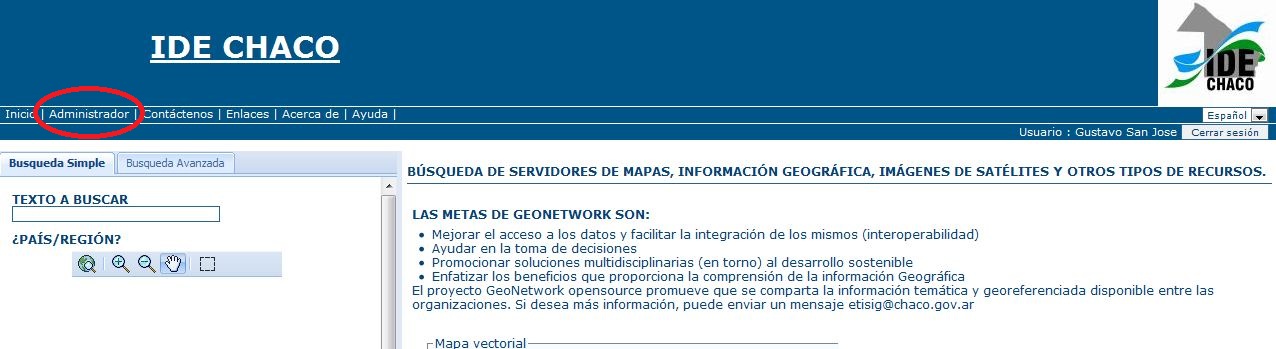 IDE CHACO
IDE
CHACO
Inicio | Administrador | Contáctenos | Enlaces | Acerca de | Ayuda |
Español
Usuario : Gustavo San Jose Cerrar sesión
Busqueda Simple Busqueda Avanzada
TEXTO A BUSCAR
¿PAÍS/REGIÓN?
BÚSQUEDA DE SERVIDORES DE MAPAS, INFORMACIÓN GEOGRÁFICA, IMÁGENES DE SATÉLITES Y OTROS TIPOS DE RECURSOS.
LAS METAS DE GEONETWORK SON:
• Mejorar el acceso a los datos y facilitar la integración de los mismos (interoperabilidad)
• Ayudar en la toma de decisiones
• Promocionar soluciones multidisciplinarias (en torno) al desarrollo sostenible
• Enfatizar los beneficios que proporciona la comprensión de la información Geográfica
El proyecto GeoNetwork opensource promueve que se comparta la información temática y georeferenciada disponible entre las
organizaciones. Si desea más información, puede enviar un mensaje etisig@chaco.gov.ar
Mapa vectorial